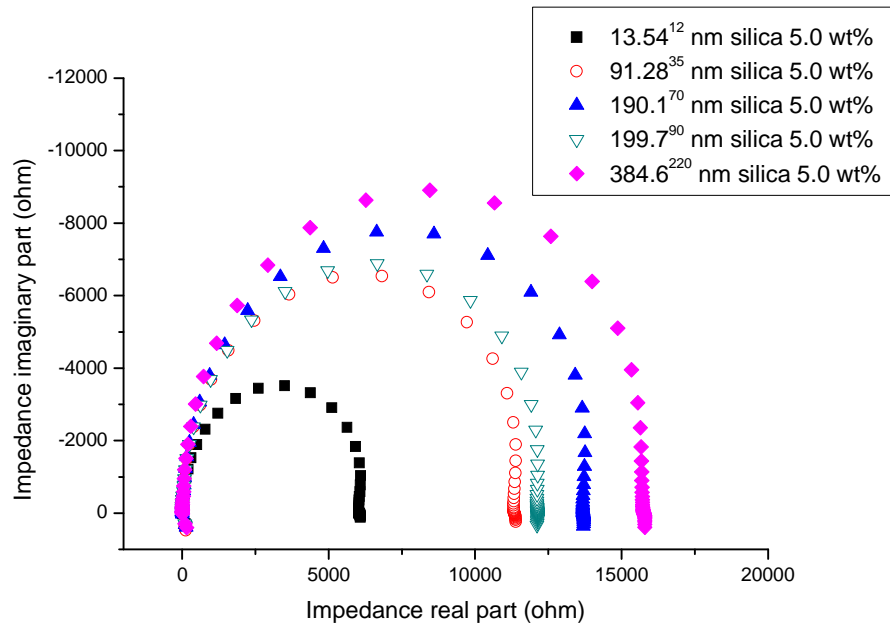 13.54¹² nm silica 5.0 wt%
91.28³⁵ nm silica 5.0 wt%
190.1⁷⁰ nm silica 5.0 wt%
199.7⁹⁰ nm silica 5.0 wt%
384.6²²⁰ nm silica 5.0 wt%
Impedance imaginary part (ohm)
-12000
-10000
-8000
-6000
-4000
-2000
0
0 5000 10000 15000 20000
Impedance real part (ohm)